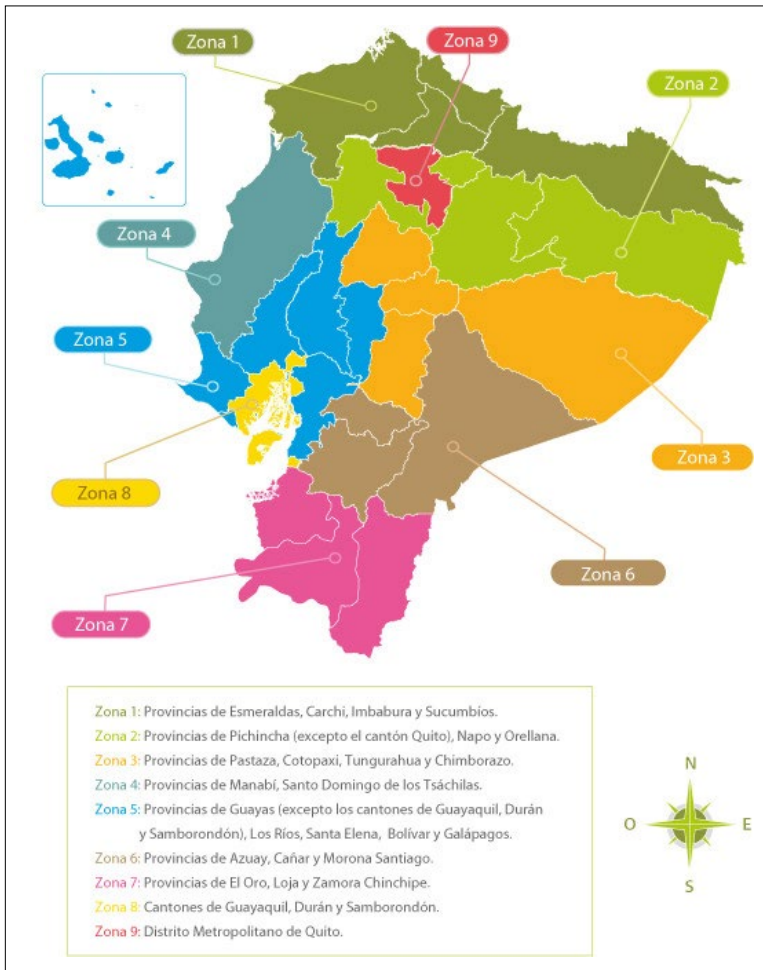 Zona 1
Zona 9
Zona 2
Zona 4
Zona 5
Zona 8
Zona 3
Zona 6
Zona 7
Zona 1: Provincias de Esmeraldas, Carchi, Imbabura y Sucumbíos.
Zona 2: Provincias de Pichincha (excepto el cantón Quito), Napo y Orellana.
Zona 3: Provincias de Pastaza, Cotopaxi, Tungurahua y Chimborazo.
Zona 4: Provincias de Manabí, Santo Domingo de los Tsáchilas.
Zona 5: Provincias de Guayas (excepto los cantones de Guayaquil, Durán
y Samborondón), Los Ríos, Santa Elena, Bolívar y Galápagos.
Zona 6: Provincias de Azuay, Cañar y Morona Santiago.
Zona 7: Provincias de El Oro, Loja y Zamora Chinchipe.
Zona 8: Cantones de Guayaquil, Durán y Samborondón.
Zona 9: Distrito Metropolitano de Quito.
N
O E
S